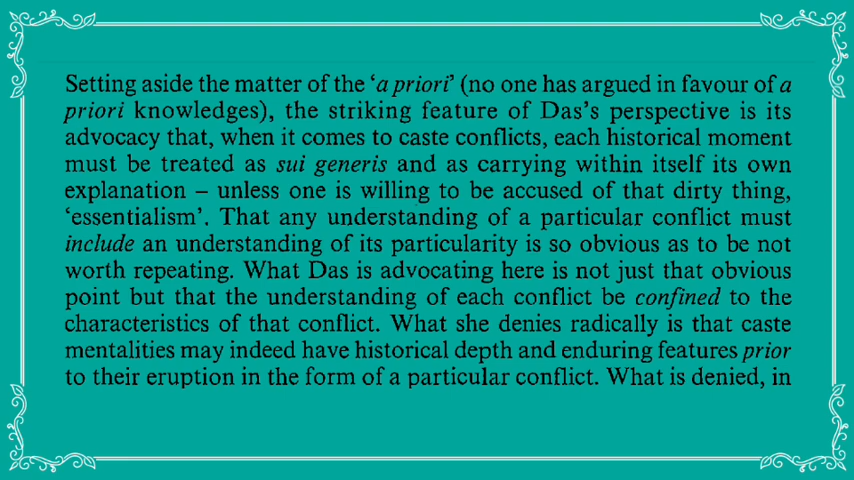 Setting aside the matter of the ‘a priori’ (no one has argued in favour of a
priori knowledges), the striking feature of Das’s perspective is its
advocacy that, when it comes to caste conflicts, each historical moment
must be treated as sui generis and as carrying within itself its own
explanation – unless one is willing to be accused of that dirty thing,
‘essentialism’. That any understanding of a particular conflict must
include an understanding of its particularity is so obvious as to be not
worth repeating. What Das is advocating here is not just that obvious
point but that the understanding of each conflict be confined to the
characteristics of that conflict. What she denies radically is that caste
mentalities may indeed have historical depth and enduring features prior
to their eruption in the form of a particular conflict. What is denied, in